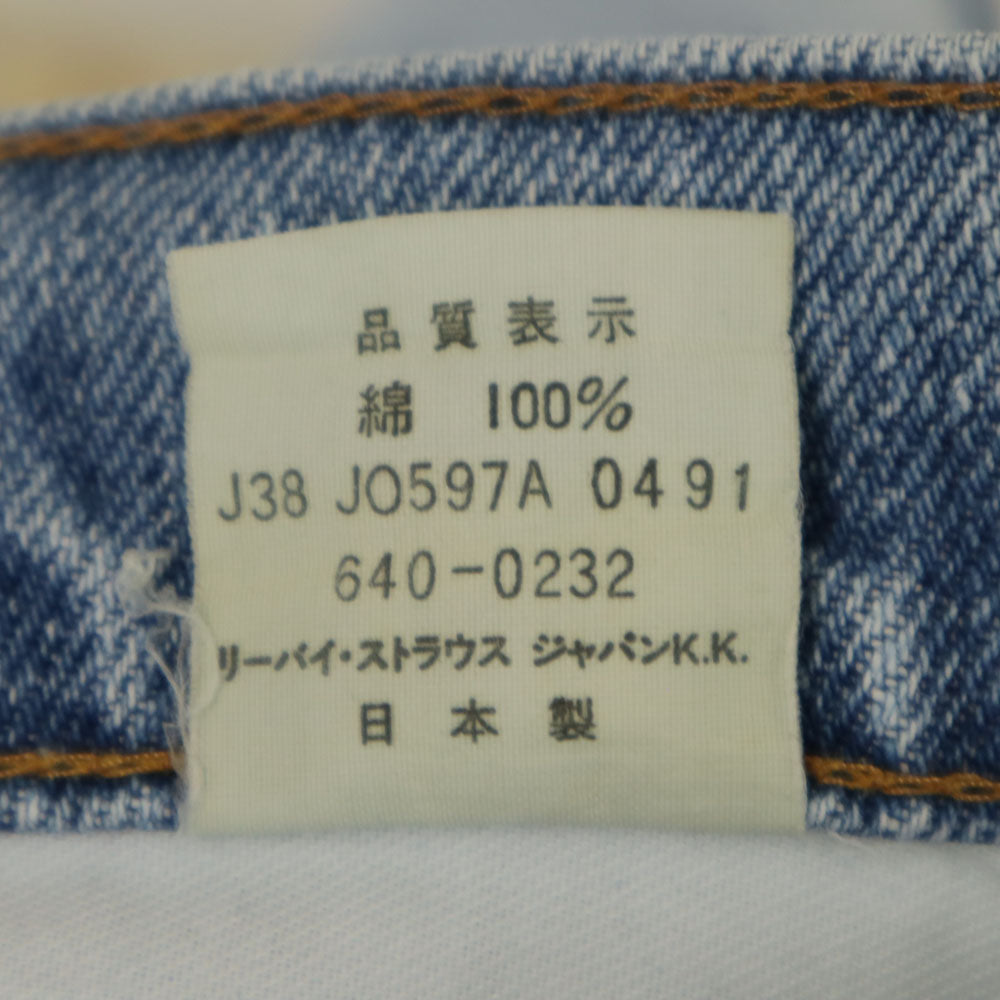 品質表示
綿 100%
J38 JO597A 0491
640-0232
リーバイ・ストラウス ジャパンK.K.
日本製